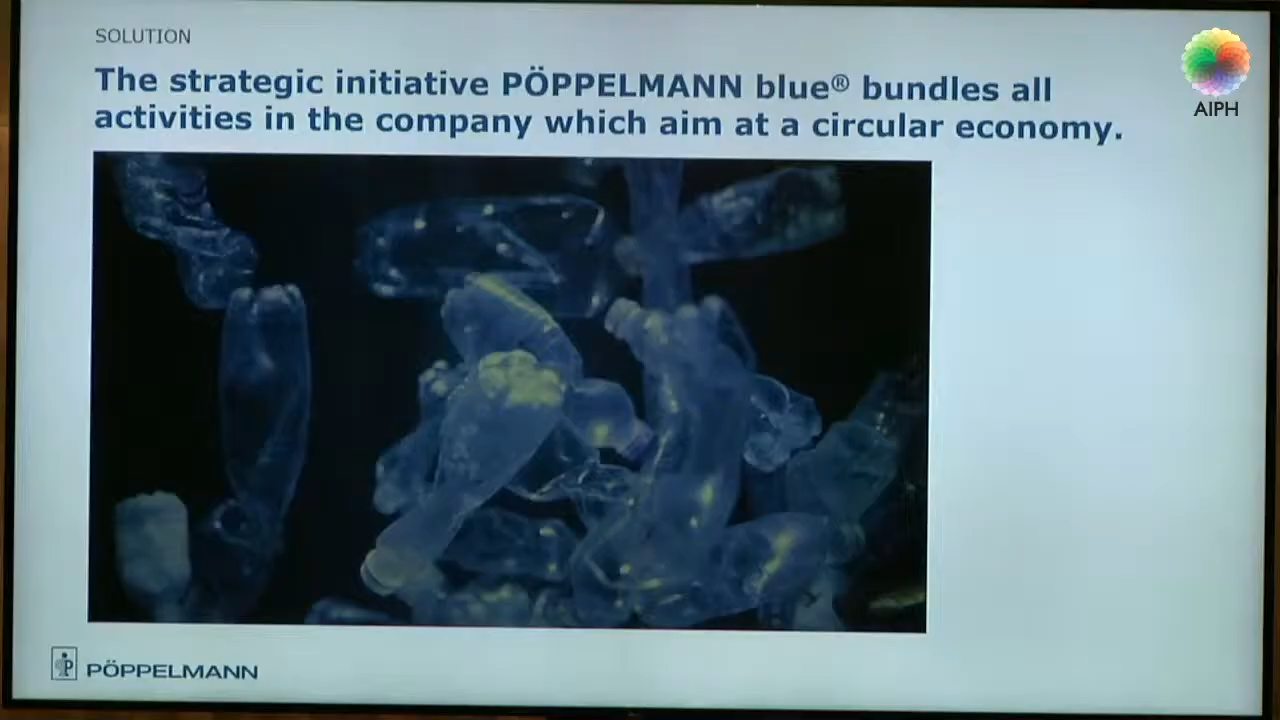 SOLUTION
The strategic initiative PÖPPELMANN blue® bundles all
activities in the company which aim at a circular economy.
AIPH
PÖPPELMANN